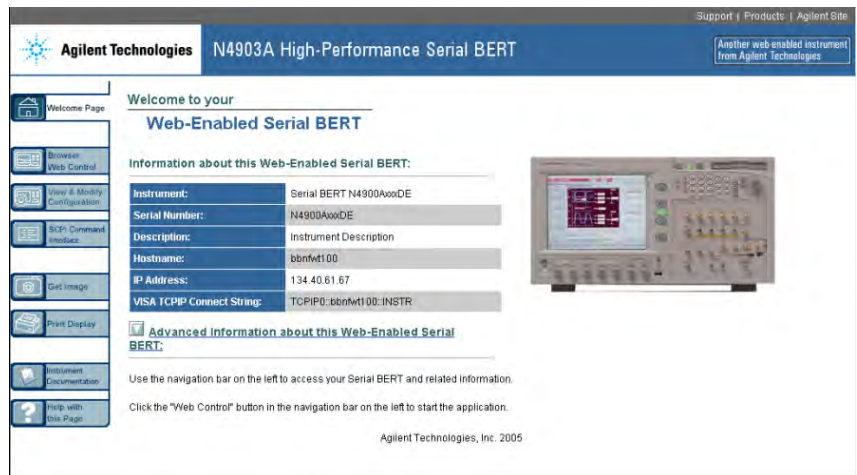 Support | Products | Agilent Site
Agilent Technologies
N4903A High-Performance Serial BERT
Another web-enabled instrument
from Agilent Technologies
Welcome Page
Browser
Web Control
View & Modify
Configuration
SCPI Command
Interface
Get Image
Print Display
Instrument
Documentation
Help with
this Page
Welcome to your
Web-Enabled Serial BERT
Information about this Web-Enabled Serial BERT:
Instrument: Serial BERT N4900AxxxDE
Serial Number: N4900AxxxDE
Description: Instrument Description
Hostname: bbnfwt100
IP Address: 134.40.61.67
VISA TCPIP Connect String: TCPIP0::bbnfwt100::INSTR
Advanced Information about this Web-Enabled Serial
BERT:
Use the navigation bar on the left to access your Serial BERT and related information.
Click the "Web Control" button in the navigation bar on the left to start the application.
Agilent Technologies, Inc. 2005